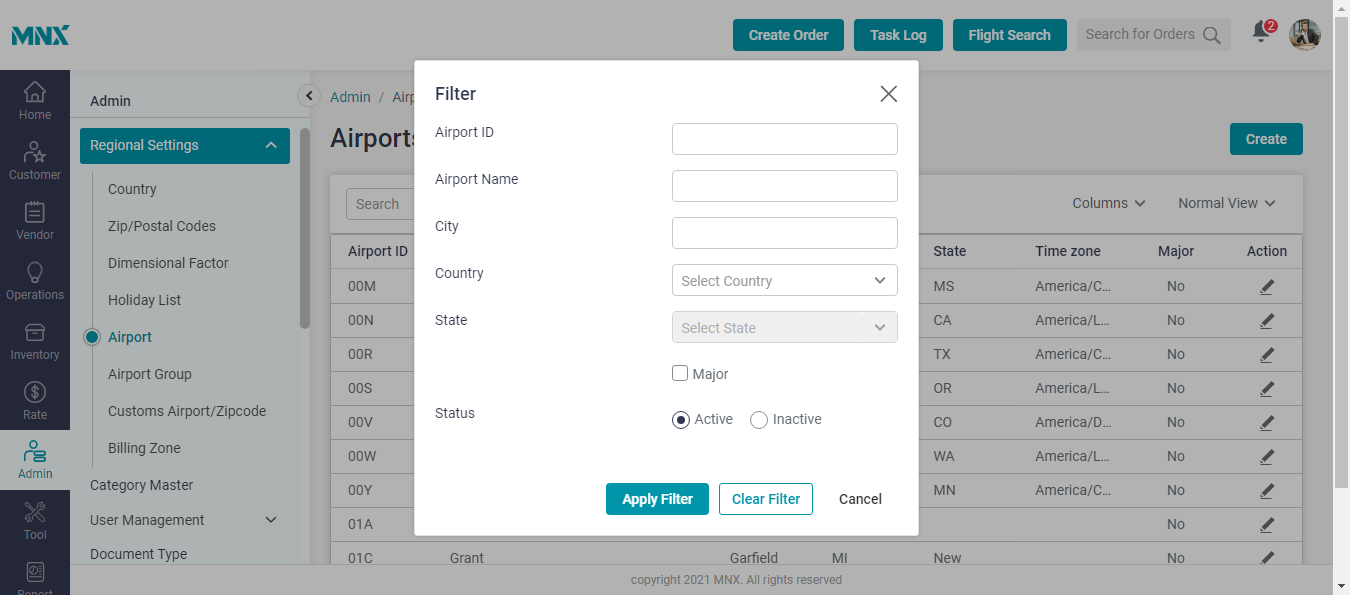 MNX
Create Order
Task Log
Flight Search
Search for Orders
2
Home
Customer
Vendor
Operations
Inventory
Rate
Admin
Tool
Report
Admin
Regional Settings
Country
Zip/Postal Codes
Dimensional Factor
Holiday List
Airport
Airport Group
Customs Airport/Zipcode
Billing Zone
Category Master
User Management
Document Type
Admin / Airp
Airports
Create
Search
Columns
Normal View
Airport ID State Time zone Major Action
00M MS America/C... No
00N CA America/L... No
00R TX America/C... No
00S OR America/L... No
00V CO America/D... No
00W WA America/L... No
00Y MN America/C... No
01A No
01C Grant Garfield MI New No
Filter
Airport ID
Airport Name
City
Country Select Country
State Select State
Major
Status Active Inactive
Apply Filter Clear Filter Cancel
copyright 2021 MNX. All rights reserved